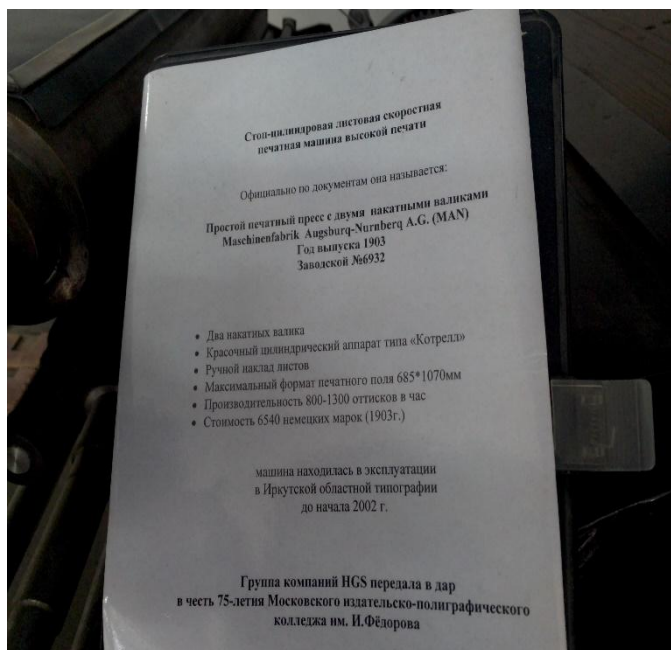 Стоп-цилиндровая листовая скоростная
печатная машина высокой печати
Официально по документам она называется:
Простой печатный пресс с двумя накатными валиками
Maschinenfabrik Augsburq-Nurnberq A.G. (MAN)
Год выпуска 1903
Заводской №6932
• Два накатных валика
• Красочный цилиндрический аппарат типа «Котрелл»
• Ручной наклад листов
• Максимальный формат печатного поля 685*1070мм
• Производительность 800-1300 оттисков в час
• Стоимость 6540 немецких марок (1903г.)
машина находилась в эксплуатации
в Иркутской областной типографии
до начала 2002 г.
Группа компаний HGS передала в дар
в честь 75-летия Московского издательско-полиграфического
колледжа им. И.Фёдорова